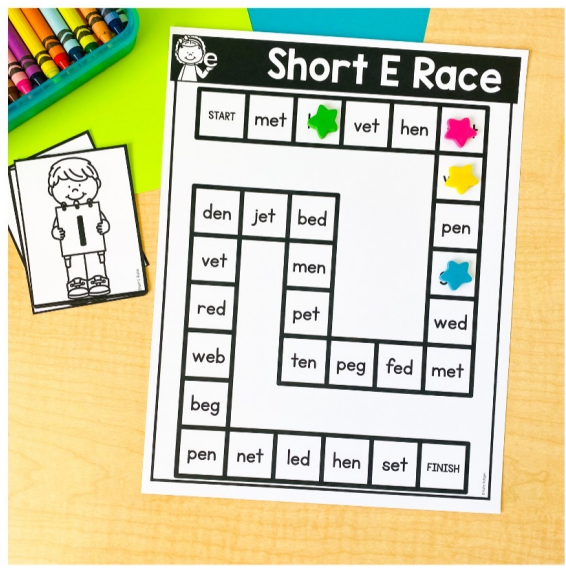 e Short E Race
START met vet hen
pen
den jet bed
vet men
red pet wed
web ten peg fed met
beg
pen net led hen set FINISH
1